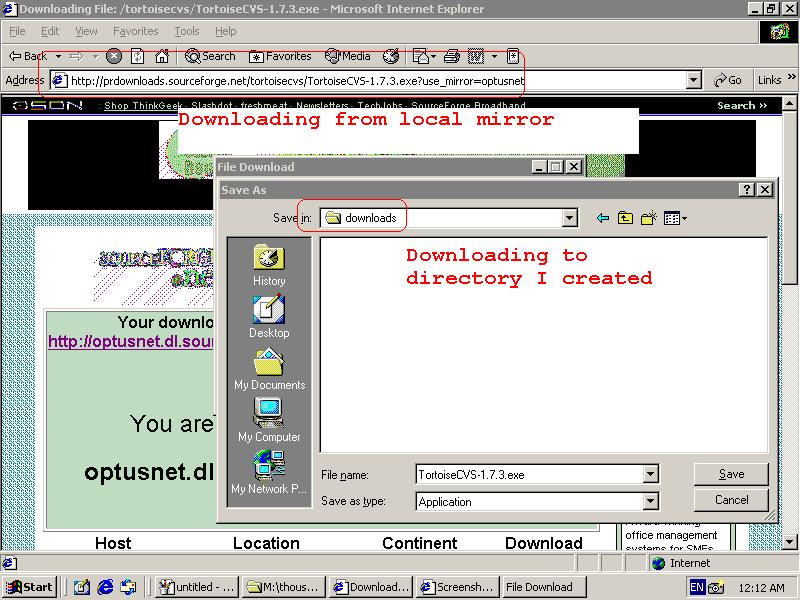 Downloading File: /tortoisecvs/TortoiseCVS-1.7.3.exe - Microsoft Internet Explorer
File Edit View Favorites Tools Help
Back Search Favorites Media
Address http://prdownloads.sourceforge.net/tortoisecvs/TortoiseCVS-1.7.3.exe?use_mirror=optusnet Go Links »
OSDN Shop ThinkGeek - Slashdot - freshmeat - Newsletters - TechJobs - SourceForge Broadband Search »
Downloading from local mirror
File Download
Save As
Save in: downloads
Downloading to
directory I created
History
Desktop
My Documents
My Computer
My Network P...
File name: TortoiseCVS-1.7.3.exe Save
Save as type: Application Cancel
Your downlo
http://optusnet.dl.sour
You are
optusnet.dl
office management
systems for SMEs
Host Location Continent Download
Internet
Start untitled - ... M:\thous... Download... Screensh... File Download EN 12:12 AM